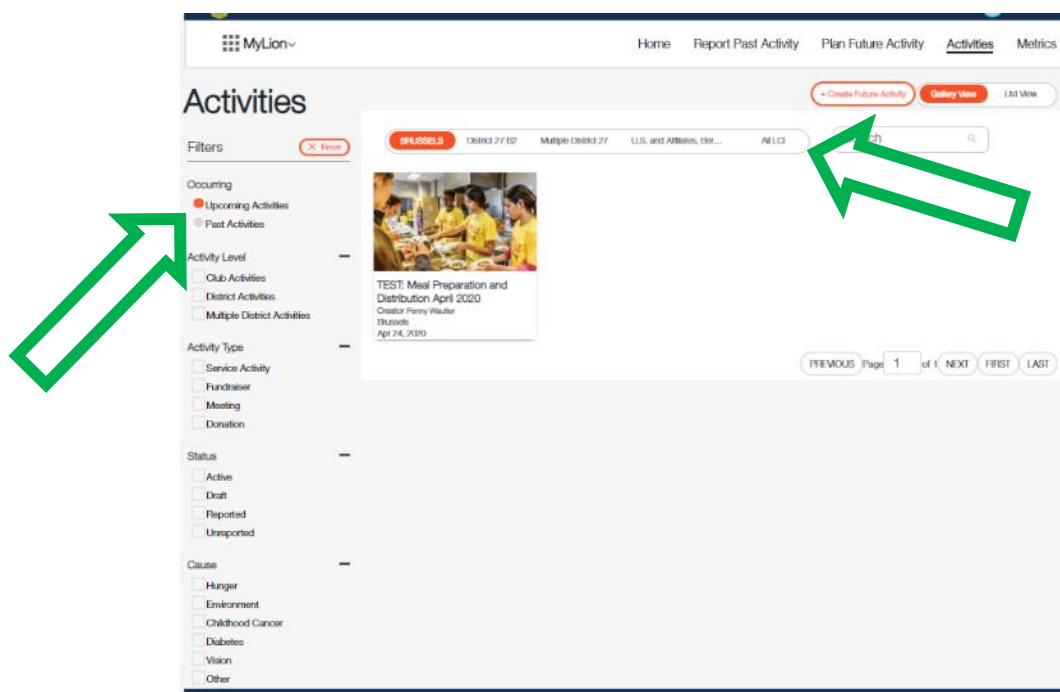 MyLion
Home Report Past Activity Plan Future Activity Activities Metrics
Activities
+ Create Future Activity Gallery View List View
Filters
X Reset
BRUSSELS District 27 Multiple District 27 U.S. and Affiliates, Ber... All LCI
Occurring
Upcoming Activities
Past Activities
Activity Level
Club Activities
District Activities
Multiple District Activities
Activity Type
Service Activity
Fundraiser
Meeting
Donation
Status
Active
Draft
Reported
Unreported
Cause
Hunger
Environment
Childhood Cancer
Diabetes
Vision
Other
TEST: Meal Preparation and
Distribution April 2020
Creator Penny Wautier
Brussels
Apr 24, 2020
PREVIOUS Page 1 of 1 NEXT FIRST LAST